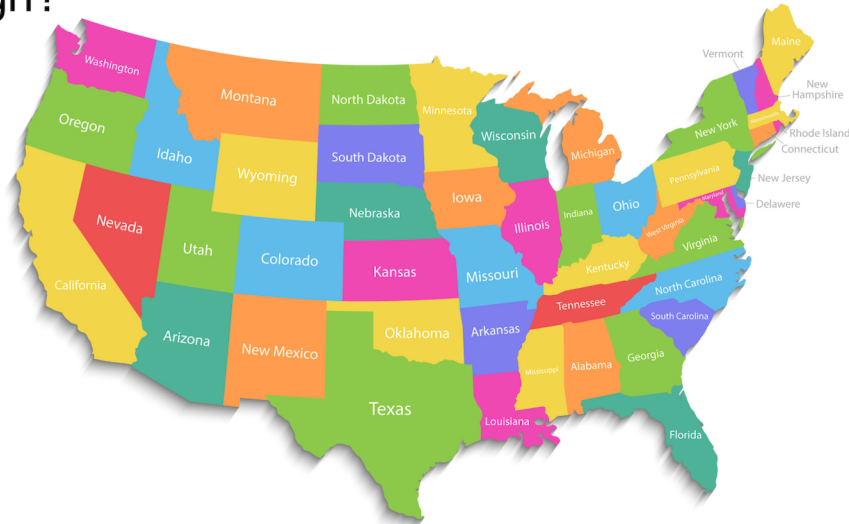 Maine
Vermont
Washington
New
Hampshire
Montana
North Dakota
Minnesota
Oregon
New York
Massachusetts
Rhode Island
Wisconsin
Connecticut
Idaho
South Dakota
Michigan
Wyoming
Pennsylvania
New Jersey
Iowa
Maryland
Delawere
Nebraska
Ohio
Nevada
Indiana
Illinois
West Virginia
Utah
Virginia
Colorado
Kansas
Missouri
Kentucky
California
North Carolina
Tennessee
South Carolina
Arkansas
Oklahoma
Arizona
New Mexico
Georgia
Mississippi
Alabama
Texas
Louisiana
Florida